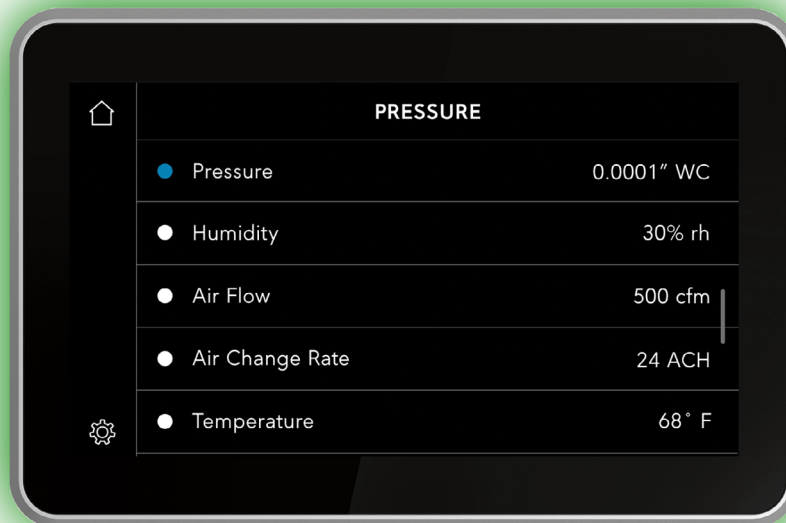 PRESSURE
Pressure 0.0001″ WC
Humidity 30% rh
Air Flow 500 cfm
Air Change Rate 24 ACH
Temperature 68° F